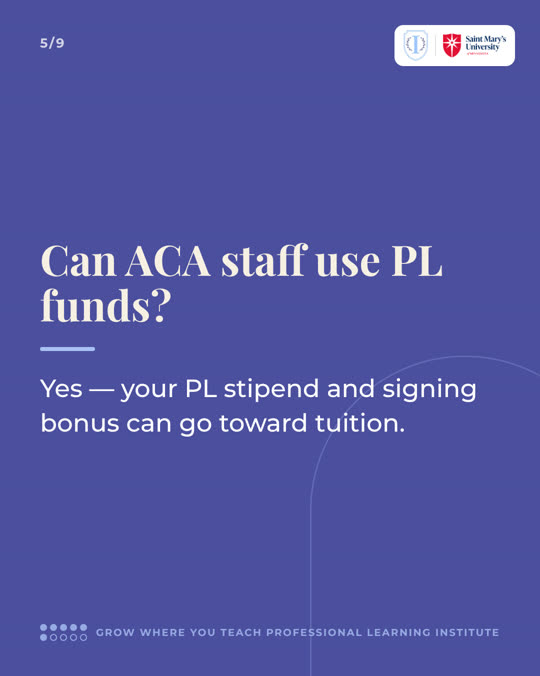 5/9
Saint Mary's
University
Can ACA staff use PL
funds?
Yes — your PL stipend and signing
bonus can go toward tuition.
GROW WHERE YOU TEACH PROFESSIONAL LEARNING INSTITUTE